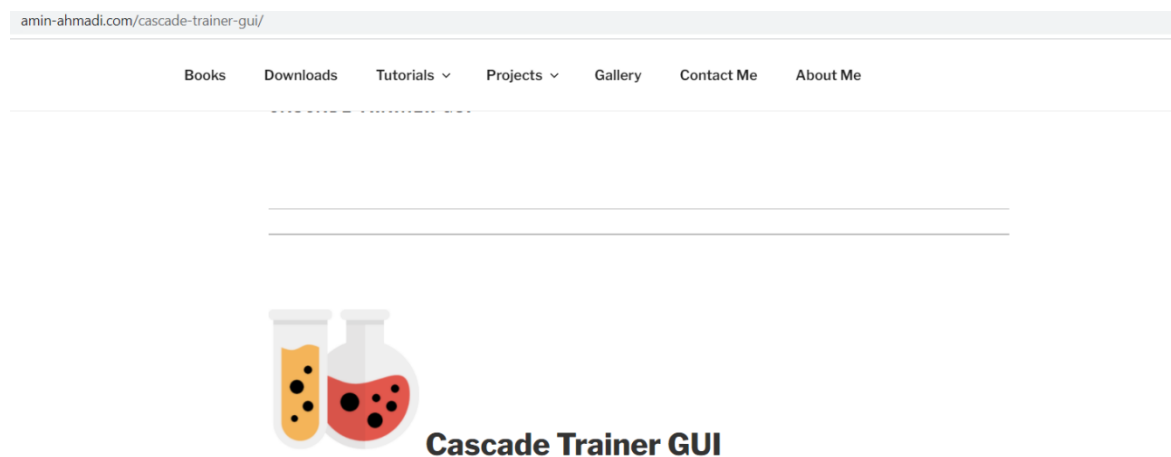 amin-ahmadi.com/cascade-trainer-gui/
Books Downloads Tutorials Projects Gallery Contact Me About Me
Cascade Trainer GUI